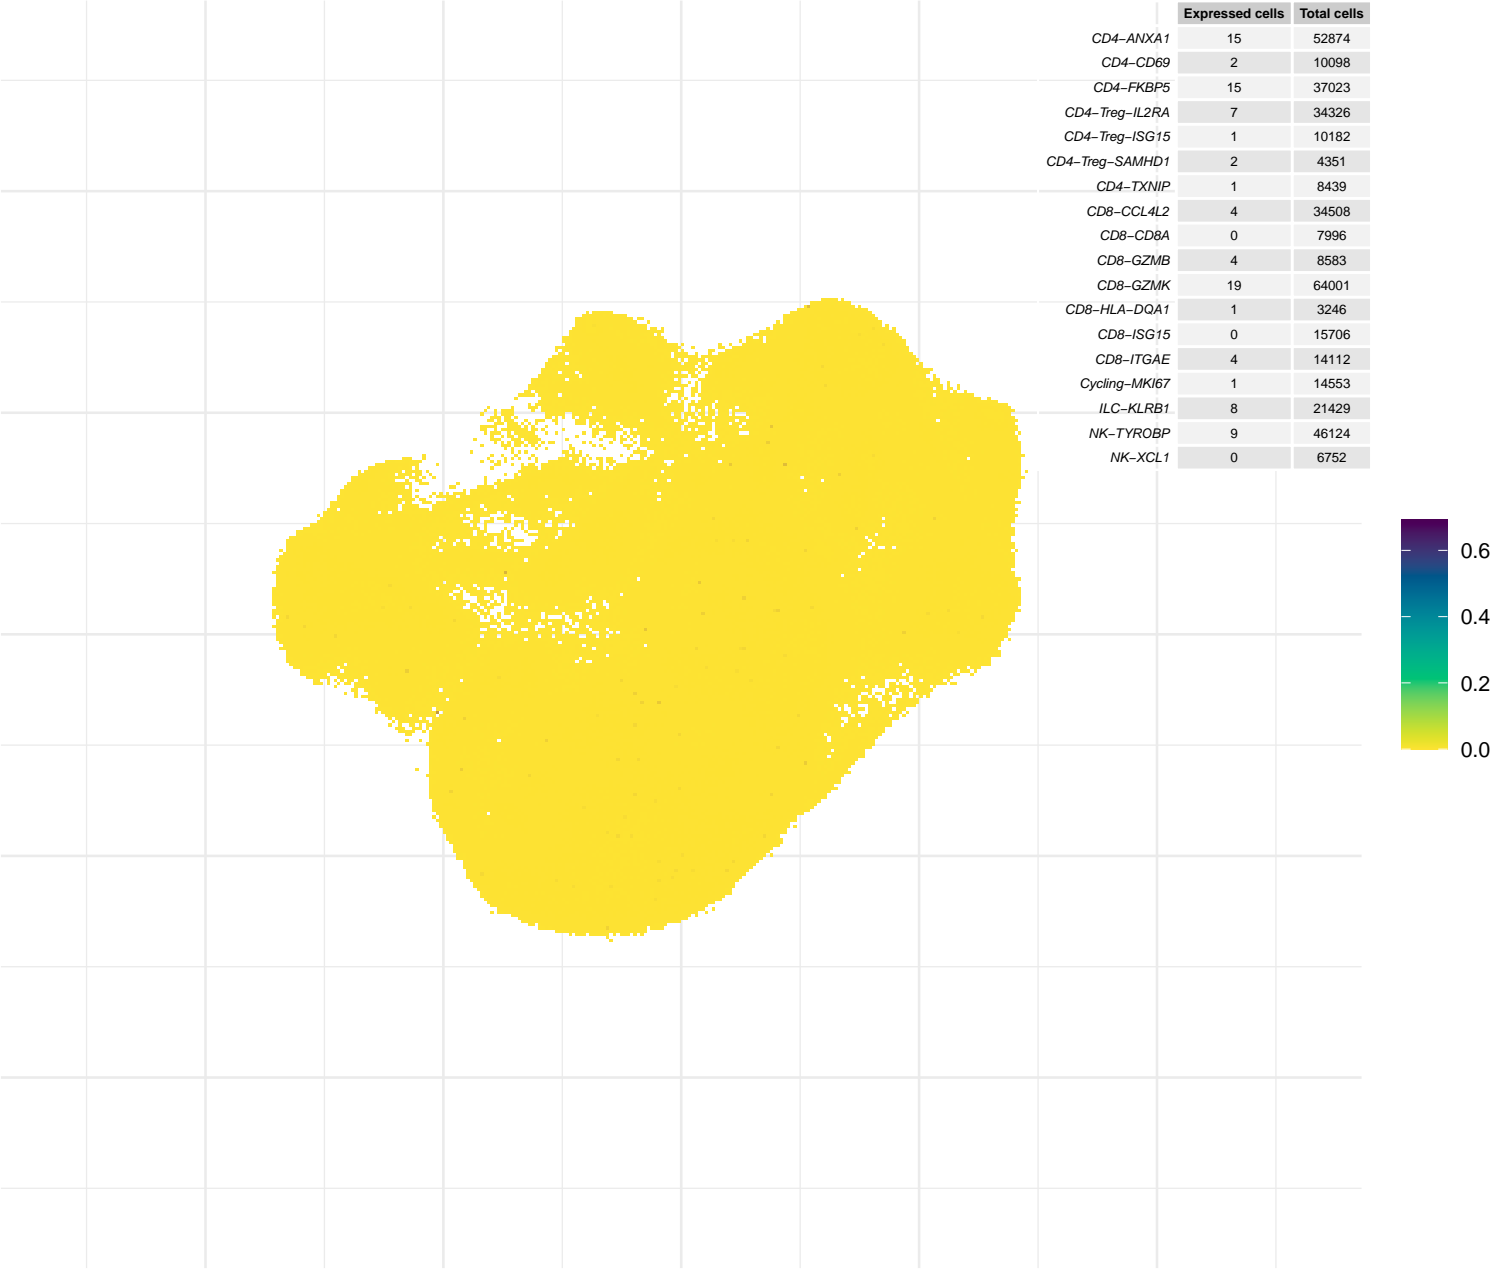 Expressed cells Total cells
CD4−ANXA1 15 52874
CD4−CD69 2 10098
CD4−FKBP5 15 37023
CD4−Treg−IL2RA 7 34326
CD4−Treg−ISG15 1 10182
CD4−Treg−SAMHD1 2 4351
CD4−TXNIP 1 8439
CD8−CCL4L2 4 34508
CD8−CD8A 0 7996
CD8−GZMB 4 8583
CD8−GZMK 19 64001
CD8−HLA−DQA1 1 3246
CD8−ISG15 0 15706
CD8−ITGAE 4 14112
Cycling−MKI67 1 14553
ILC−KLRB1 8 21429
NK−TYROBP 9 46124
NK−XCL1 0 6752
0.6
0.4
0.2
0.0